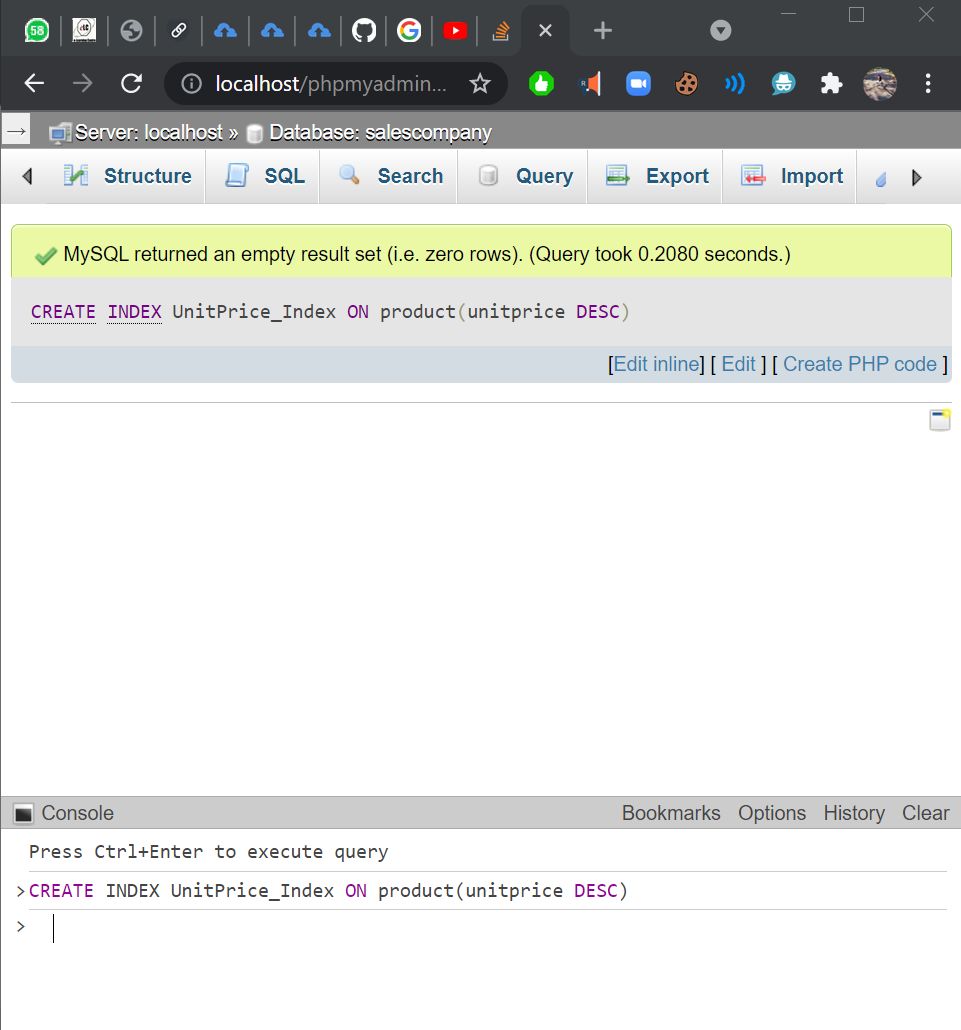 58
localhost/phpmyadmin...
Server: localhost » Database: salescompany
Structure SQL Search Query Export Import
MySQL returned an empty result set (i.e. zero rows). (Query took 0.2080 seconds.)
CREATE INDEX UnitPrice_Index ON product(unitprice DESC)
[Edit inline] [ Edit ] [ Create PHP code ]
Console Bookmarks Options History Clear
Press Ctrl+Enter to execute query
>CREATE INDEX UnitPrice_Index ON product(unitprice DESC)
>